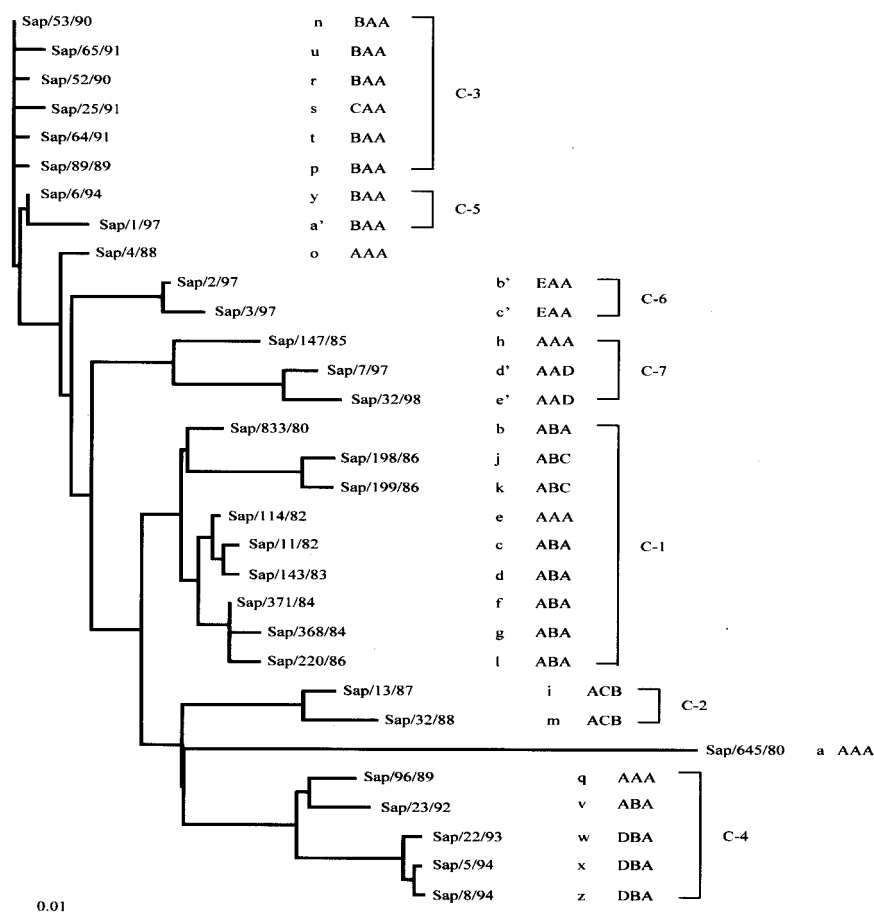 Sap/53/90 n BAA
Sap/65/91 u BAA
Sap/52/90 r BAA
C-3
Sap/25/91 s CAA
Sap/64/91 t BAA
Sap/89/89 p BAA
Sap/6/94 y BAA
C-5
Sap/1/97 a' BAA
Sap/4/88 o AAA
Sap/2/97 b' EAA
C-6
Sap/3/97 c' EAA
Sap/147/85 h AAA
Sap/7/97 d' AAD C-7
Sap/32/98 e' AAD
Sap/833/80 b ABA
Sap/198/86 j ABC
Sap/199/86 k ABC
Sap/114/82 e AAA
Sap/11/82 c ABA C-1
Sap/143/83 d ABA
Sap/371/84 f ABA
Sap/368/84 g ABA
Sap/220/86 l ABA
Sap/13/87 i ACB
C-2
Sap/32/88 m ACB
Sap/645/80 a AAA
Sap/96/89 q AAA
Sap/23/92 v ABA
Sap/22/93 w DBA C-4
Sap/5/94 x DBA
Sap/8/94 z DBA
0.01